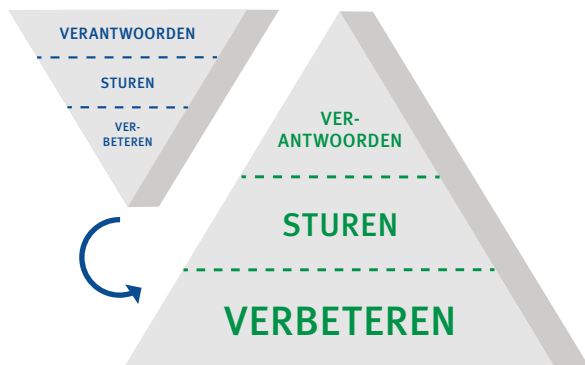 VERANTWOORDEN
STUREN
VER-
BETEREN
VER-
ANTWOORDEN
STUREN
VERBETEREN